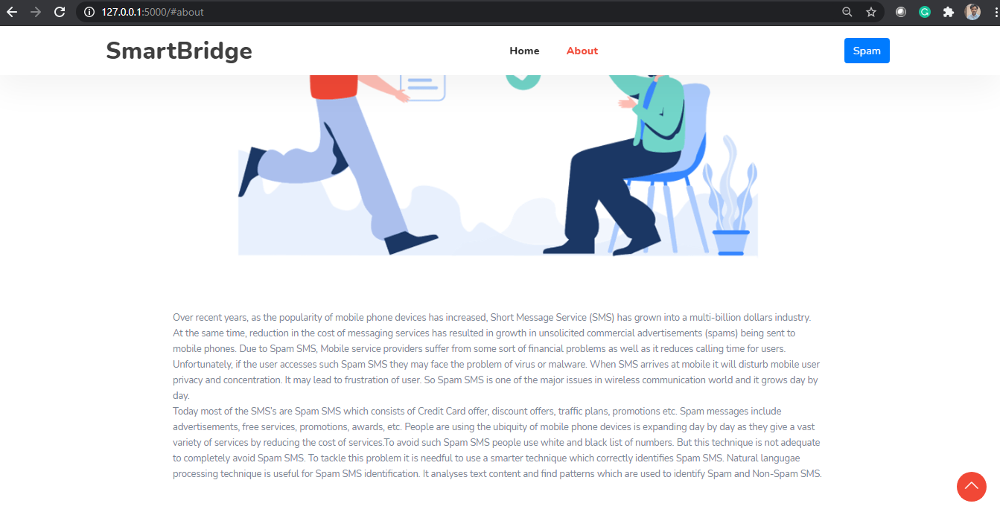 127.0.0.1:5000/#about
SmartBridge
Home About
Spam
Over recent years, as the popularity of mobile phone devices has increased, Short Message Service (SMS) has grown into a multi-billion dollars industry.
At the same time, reduction in the cost of messaging services has resulted in growth in unsolicited commercial advertisements (spams) being sent to
mobile phones. Due to Spam SMS, Mobile service providers suffer from some sort of financial problems as well as it reduces calling time for users.
Unfortunately, if the user accesses such Spam SMS they may face the problem of virus or malware. When SMS arrives at mobile it will disturb mobile user
privacy and concentration. It may lead to frustration of user. So Spam SMS is one of the major issues in wireless communication world and it grows day by
day.
Today most of the SMS's are Spam SMS which consists of Credit Card offer, discount offers, traffic plans, promotions etc. Spam messages include
advertisements, free services, promotions, awards, etc. People are using the ubiquity of mobile phone devices is expanding day by day as they give a vast
variety of services by reducing the cost of services.To avoid such Spam SMS people use white and black list of numbers. But this technique is not adequate
to completely avoid Spam SMS. To tackle this problem it is needful to use a smarter technique which correctly identifies Spam SMS. Natural langugae
processing technique is useful for Spam SMS identification. It analyses text content and find patterns which are used to identify Spam and Non-Spam SMS.